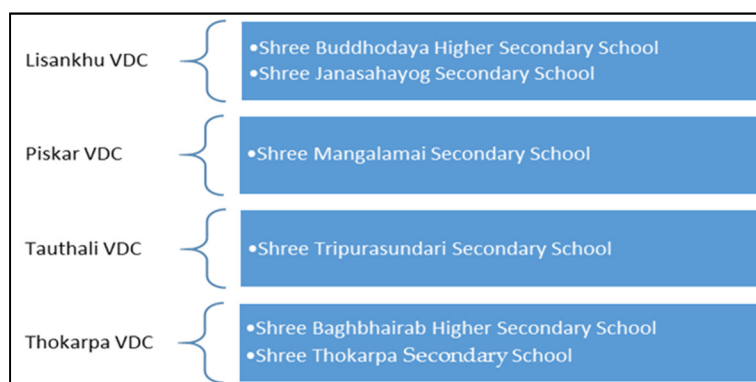 Lisankhu VDC
•Shree Buddhodaya Higher Secondary School
•Shree Janasahayog Secondary School
Piskar VDC
•Shree Mangalamai Secondary School
Tauthali VDC
•Shree Tripurasundari Secondary School
Thokarpa VDC
•Shree Baghbhairab Higher Secondary School
•Shree Thokarpa Secondary School